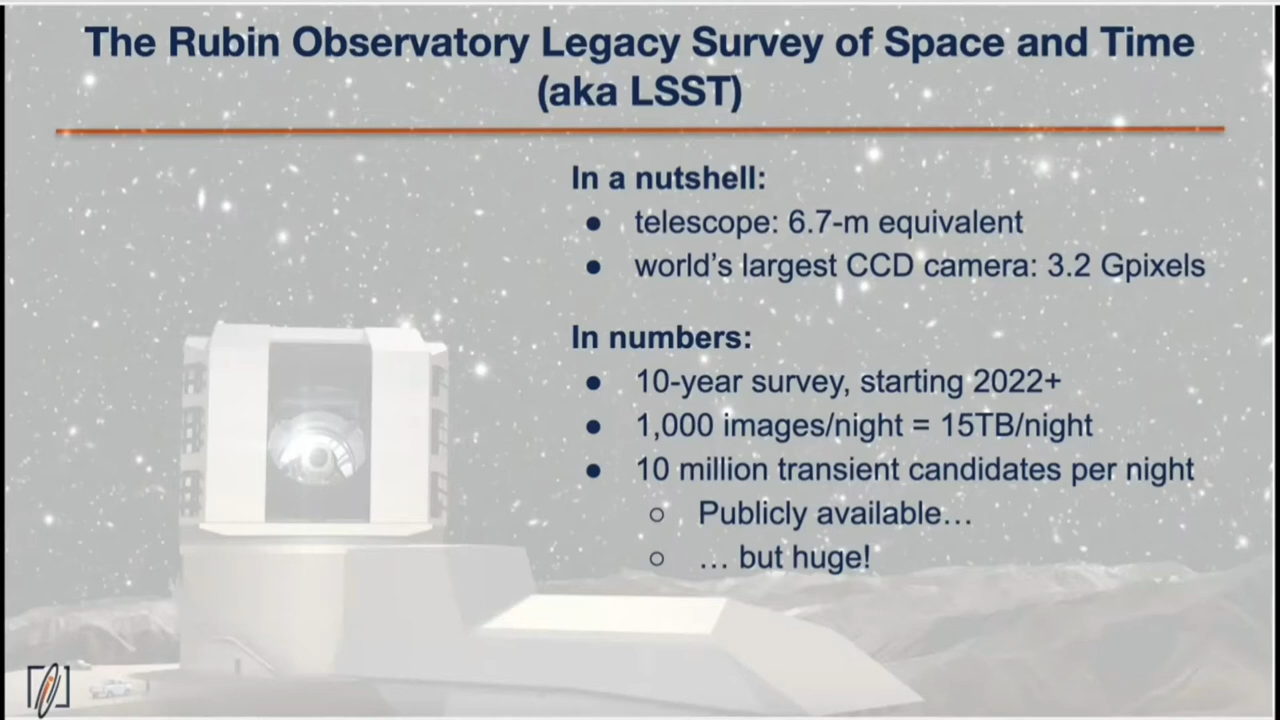 The Rubin Observatory Legacy Survey of Space and Time
(aka LSST)
In a nutshell:
● telescope: 6.7-m equivalent
● world's largest CCD camera: 3.2 Gpixels
In numbers:
● 10-year survey, starting 2022+
● 1,000 images/night = 15TB/night
● 10 million transient candidates per night
○ Publicly available…
○ … but huge!